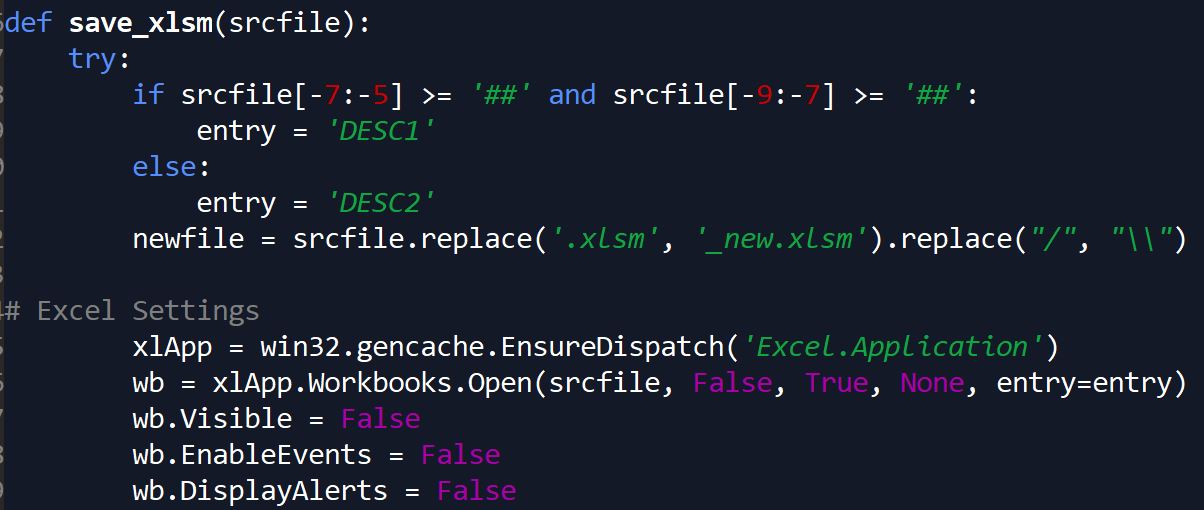 def save_xlsm(srcfile):
    try:
        if srcfile[-7:-5] >= '##' and srcfile[-9:-7] >= '##':
            entry = 'DESC1'
        else:
            entry = 'DESC2'
        newfile = srcfile.replace('.xlsm', '_new.xlsm').replace("/", "\\")

# Excel Settings
        xlApp = win32.gencache.EnsureDispatch('Excel.Application')
        wb = xlApp.Workbooks.Open(srcfile, False, True, None, entry=entry)
        wb.Visible = False
        wb.EnableEvents = False
        wb.DisplayAlerts = False